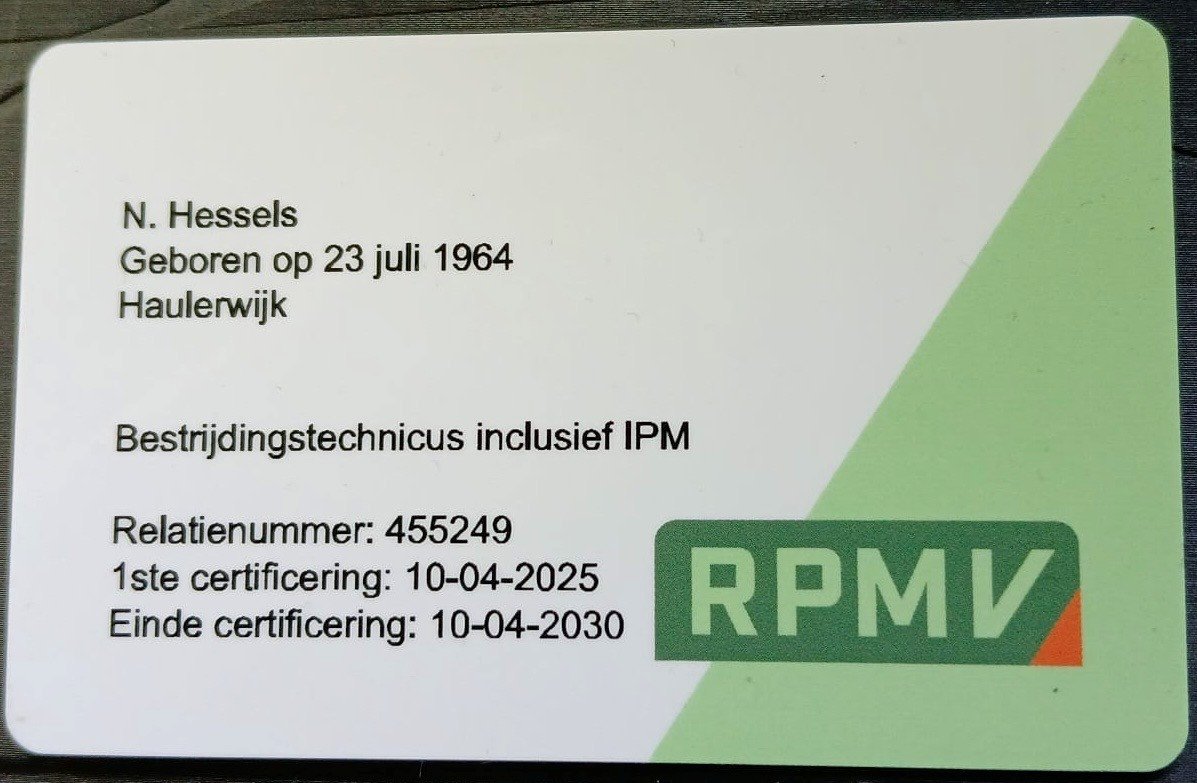 N. Hessels
Geboren op 23 juli 1964
Haulerwijk
Bestrijdingstechnicus inclusief IPM
Relatienummer: 455249
1ste certificering: 10-04-2025
Einde certificering: 10-04-2030
RPMV